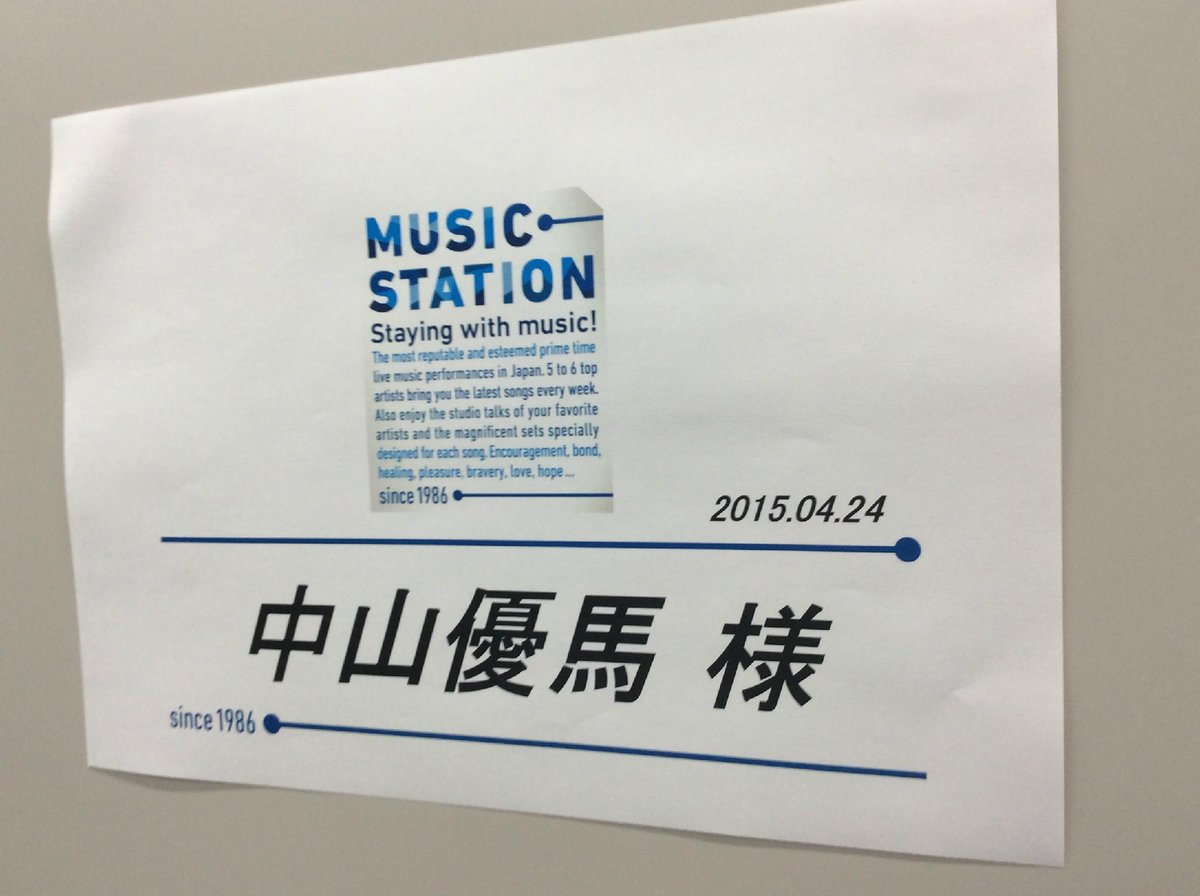 MUSIC
STATION
Staying with music!
The most reputable and esteemed prime time
live music performances in Japan. 5 to 6 top
artists bring you the latest songs every week.
Also enjoy the studio talks of your favorite
artists and the magnificent sets specially
designed for each song. Encouragement, bond,
healing, pleasure, bravery, love, hope...
since 1986
2015.04.24
中山優馬 様
since 1986